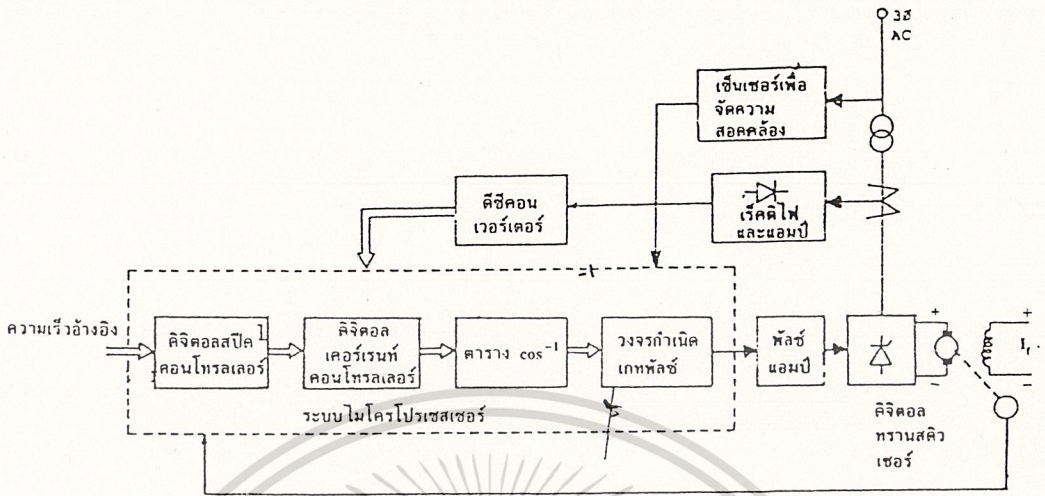 3Ø
AC
เซ็นเซอร์เพื่อ
จัดความ
สอดคล้อง
ดีซีคอน
เวอร์เตอร์
เร็คติไฟ
และแอมป์
ความเร็วอ้างอิง
ดิจิตอลสปีด
คอนโทรลเลอร์
ดิจิตอล
เคอร์เรนท์
คอนโทรลเลอร์
ตาราง cos⁻¹
วงจรกำเนิด
เกทพัลซ์
พัลซ์
แอมป์
+
−
+
I_f
−
ระบบไมโครโปรเซสเซอร์
ดิจิตอล
ทรานสดิว
เซอร์